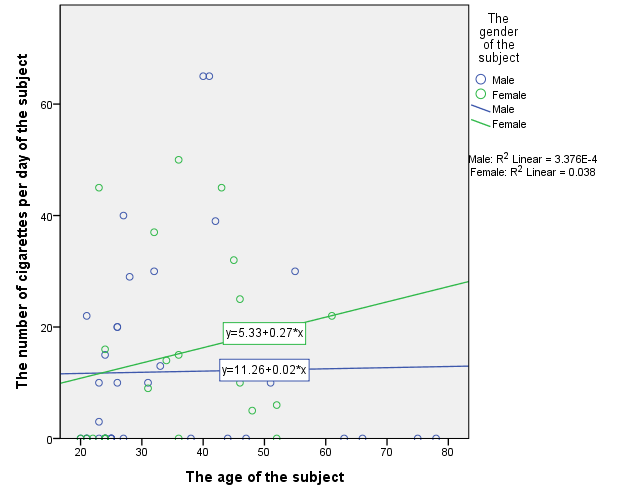 The
gender
of the
subject
Male
Female
Male
Female
Male: R2 Linear = 3.376E-4
Female: R2 Linear = 0.038
The number of cigarettes per day of the subject
60
40
20
0
y=5.33+0.27*x
y=11.26+0.02*x
20 30 40 50 60 70 80
The age of the subject